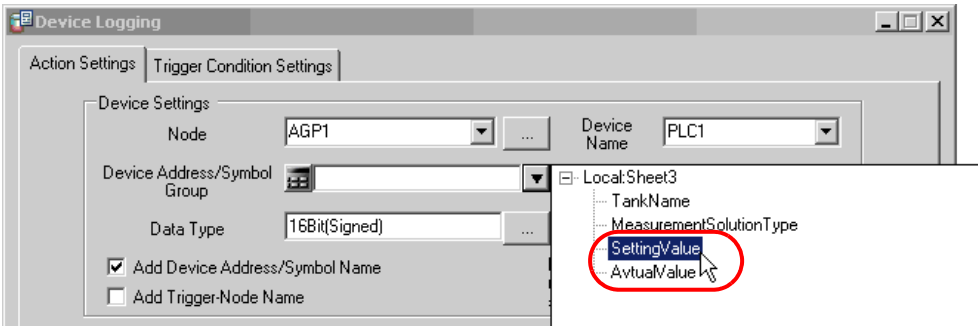 Device Logging
Action Settings Trigger Condition Settings
Device Settings
Node AGP1 ... Device Name PLC1
Device Address/Symbol Group
Local:Sheet3
TankName
MeasurementSolutionType
SettingValue
AvtualValue
Data Type 16Bit(Signed) ...
Add Device Address/Symbol Name
Add Trigger-Node Name